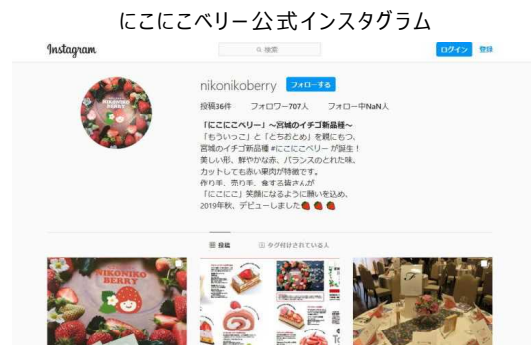 にこにこベリー公式インスタグラム
Instagram
検索
ログイン 登録
nikonikoberry フォローする
投稿36件 フォロワー707人 フォロー中NaN人
「にこにこベリー」～宮城のイチゴ新品種～
「もういっこ」と「とちおとめ」を親にもつ、
宮城のイチゴ新品種 #にこにこベリー が誕生！
美しい形、鮮やかな赤、バランスのとれた味。
カットしても赤い果肉が特徴です。
作り手、売り手、食する皆さんが
「にこにこ」笑顔になるように願いを込め、
2019年秋、デビューしました🍓🍓🍓
投稿 タグ付けされている人
NIKONIKO
BERRY